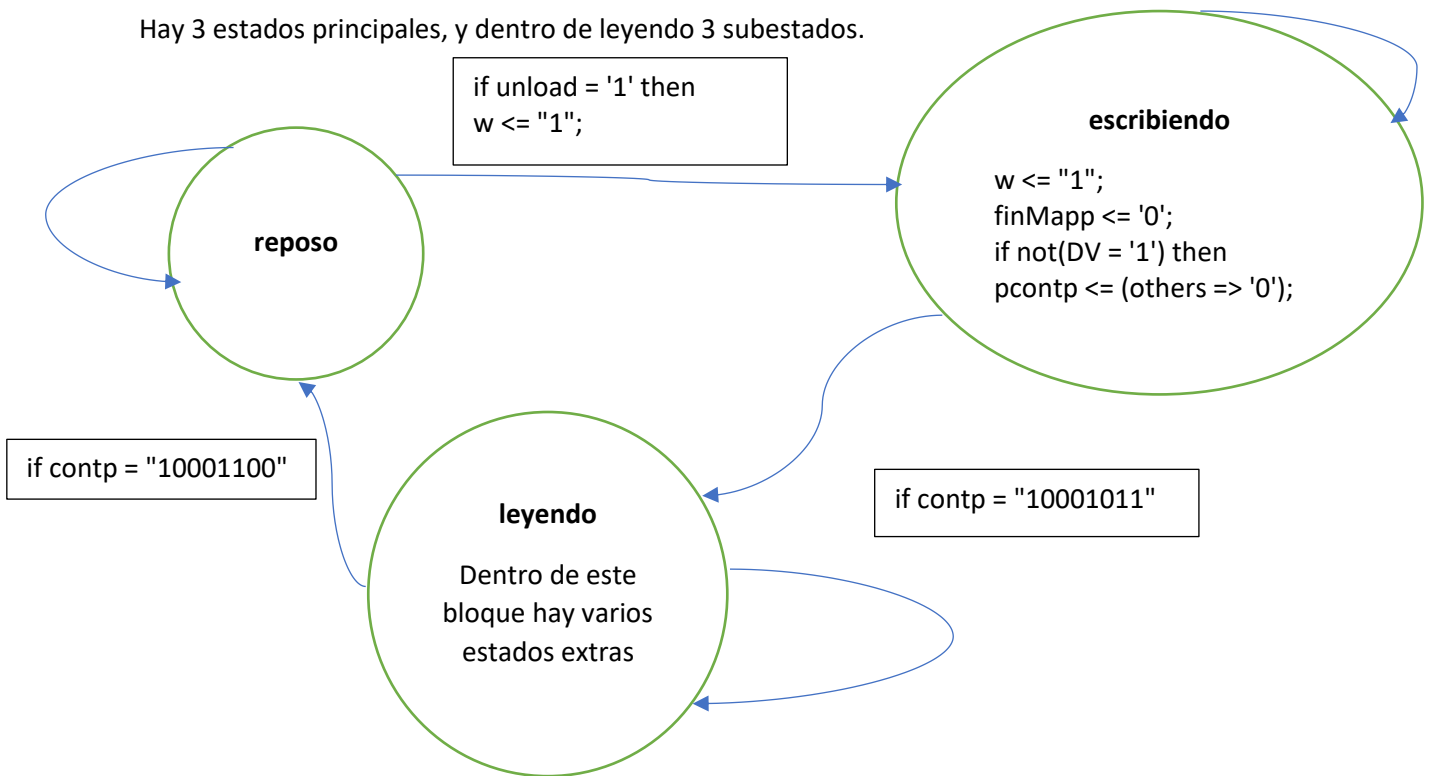 Hay 3 estados principales, y dentro de leyendo 3 subestados.
if unload = '1' then
w <= "1";
escribiendo
w <= "1";
finMapp <= '0';
if not(DV = '1') then
pcontp <= (others => '0');
reposo
if contp = "10001100"
if contp = "10001011"
leyendo
Dentro de este
bloque hay varios
estados extras